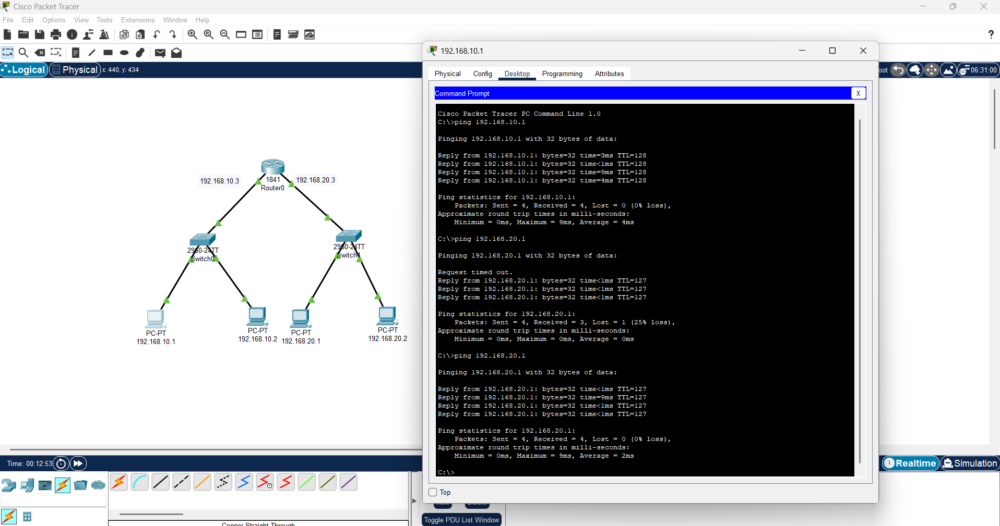 Cisco Packet Tracer
File Edit Options View Tools Extensions Window Help
?
Logical Physical x: 440, y: 434
oot 06:31:00
192.168.10.3
192.168.20.3
1841
Router0
2960-24TT
Switch0
2960-24TT
Switch1
PC-PT
192.168.10.1
PC-PT
192.168.10.2
PC-PT
192.168.20.1
PC-PT
192.168.20.2
192.168.10.1
Physical Config Desktop Programming Attributes
Command Prompt
X
Cisco Packet Tracer PC Command Line 1.0
C:\>ping 192.168.10.1
Pinging 192.168.10.1 with 32 bytes of data:
Reply from 192.168.10.1: bytes=32 time=3ms TTL=128
Reply from 192.168.10.1: bytes=32 time<1ms TTL=128
Reply from 192.168.10.1: bytes=32 time=9ms TTL=128
Reply from 192.168.10.1: bytes=32 time=4ms TTL=128
Ping statistics for 192.168.10.1:
Packets: Sent = 4, Received = 4, Lost = 0 (0% loss),
Approximate round trip times in milli-seconds:
Minimum = 0ms, Maximum = 9ms, Average = 4ms
C:\>ping 192.168.20.1
Pinging 192.168.20.1 with 32 bytes of data:
Request timed out.
Reply from 192.168.20.1: bytes=32 time<1ms TTL=127
Reply from 192.168.20.1: bytes=32 time<1ms TTL=127
Reply from 192.168.20.1: bytes=32 time<1ms TTL=127
Ping statistics for 192.168.20.1:
Packets: Sent = 4, Received = 3, Lost = 1 (25% loss),
Approximate round trip times in milli-seconds:
Minimum = 0ms, Maximum = 0ms, Average = 0ms
C:\>ping 192.168.20.1
Pinging 192.168.20.1 with 32 bytes of data:
Reply from 192.168.20.1: bytes=32 time<1ms TTL=127
Reply from 192.168.20.1: bytes=32 time=9ms TTL=127
Reply from 192.168.20.1: bytes=32 time<1ms TTL=127
Reply from 192.168.20.1: bytes=32 time<1ms TTL=127
Ping statistics for 192.168.20.1:
Packets: Sent = 4, Received = 4, Lost = 0 (0% loss),
Approximate round trip times in milli-seconds:
Minimum = 0ms, Maximum = 9ms, Average = 2ms
C:\>
Top
Time: 00:12:53
Realtime Simulation
New Delete
Toggle PDU List Window
Copper Straight-Through